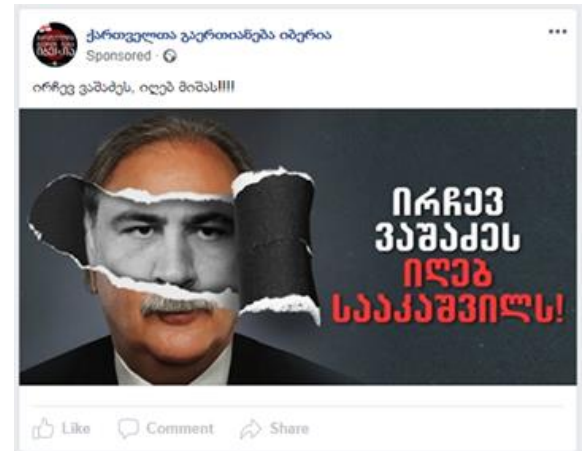 ქართველთა გაერთიანება იბერია
Sponsored ·
ირჩევ ვაშაძეს, იღებ მიშას!!!!
ირჩევ
ვაშაძეს
იღებ
სააკაშვილს!
Like Comment Share